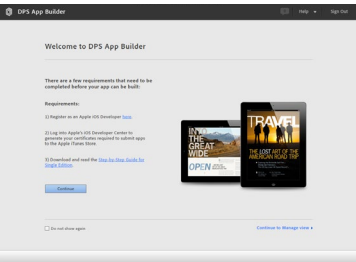 DPS App Builder
Help
Sign Out
Welcome to DPS App Builder
There are a few requirements that need to be
completed before your app can be built:
Requirements:
1) Register as an Apple iOS Developer here.
2) Log into Apple's iOS Developer Center to
generate your certificates required to submit apps
to the Apple iTunes Store.
3) Download and read the Step-by-Step Guide for
Single Edition.
Continue
INTO
THE
GREAT
WIDE
OPEN
TRAVEL
THE LOST ART OF THE
AMERICAN ROAD TRIP
Do not show again
Continue to Manage view